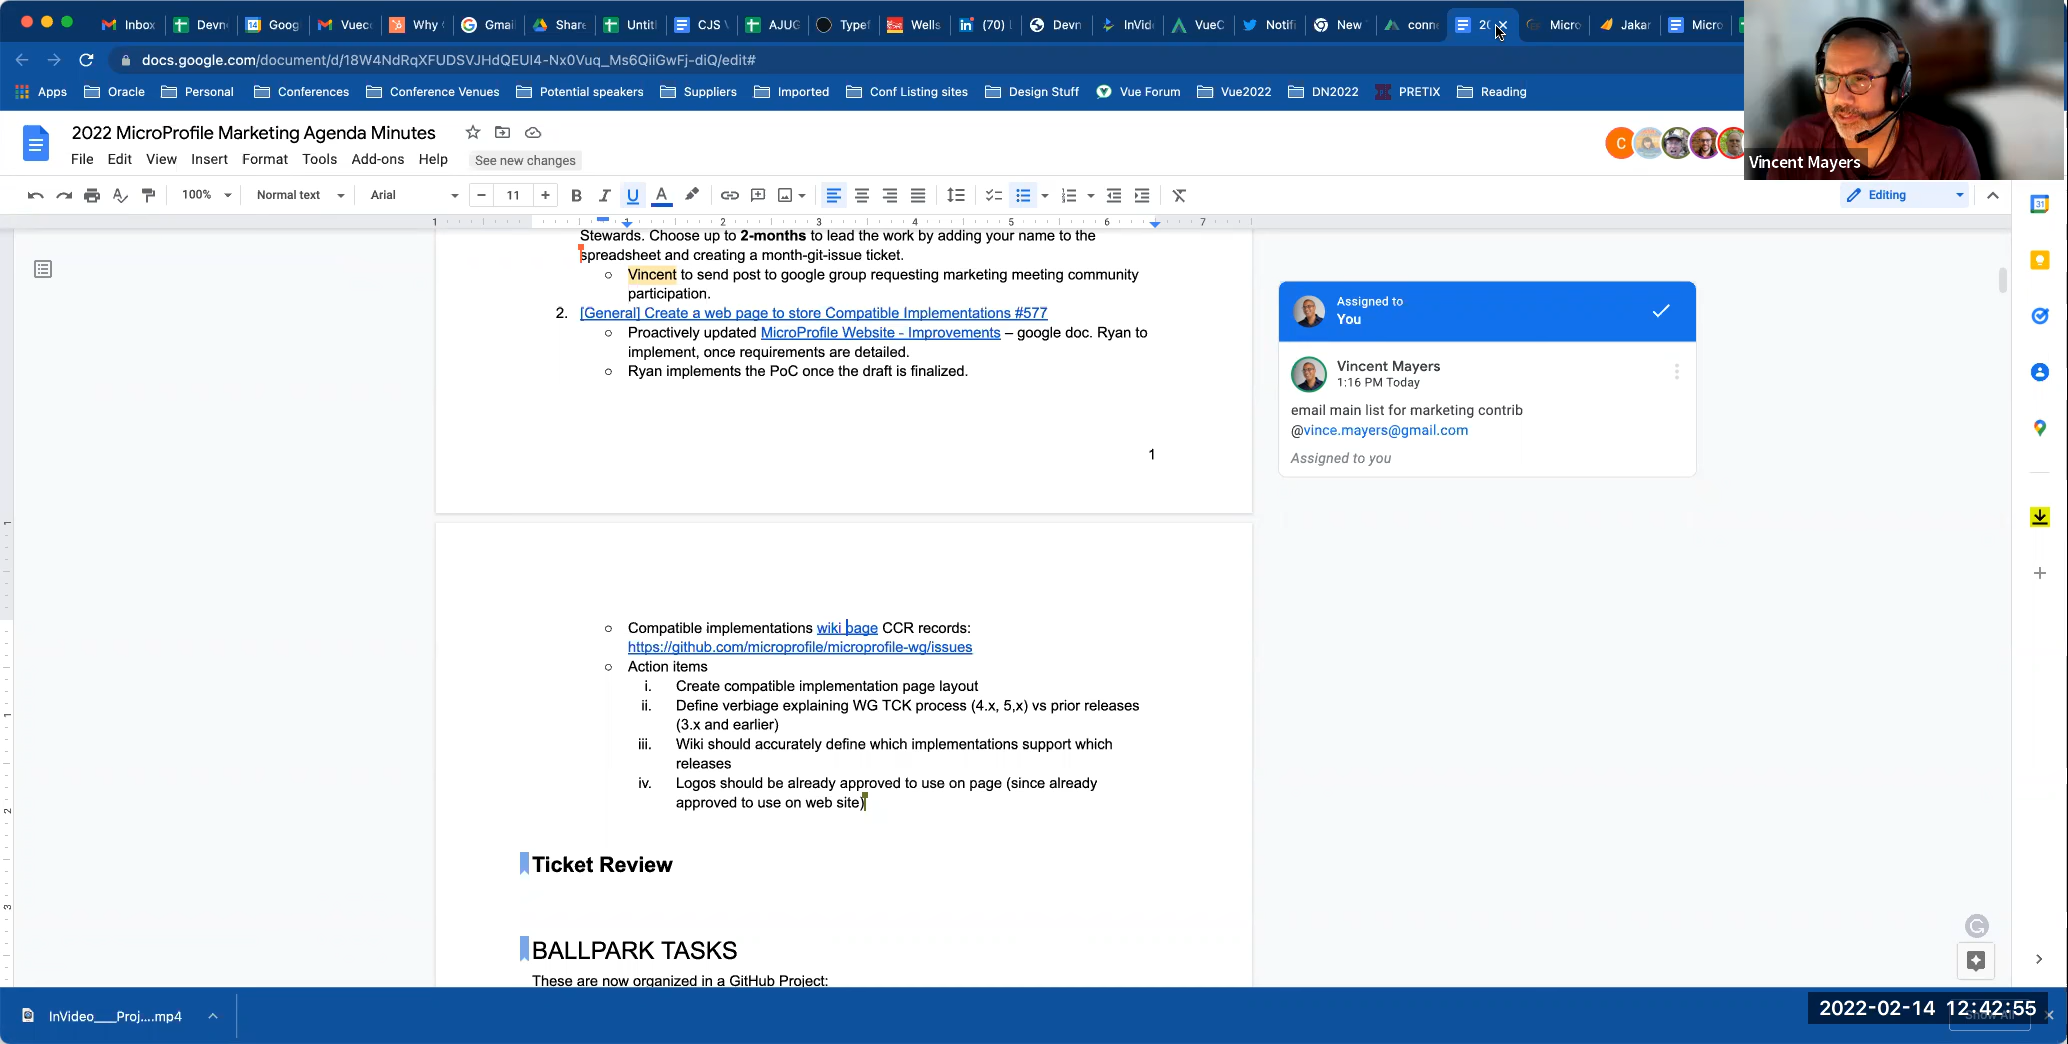 Inbox
Devn
Goog
Vuec
Why
Gmai
Share
Untitl
CJS V
AJUG
Typef
Wells
(70)
Devn
InVid
VueC
Notifi
New
conn
20
Micro
Jakar
Micro
docs.google.com/document/d/18W4NdRqXFUDSVJHdQEUI4-Nx0Vuq_Ms6QiiGwFj-diQ/edit#
Apps
Oracle
Personal
Conferences
Conference Venues
Potential speakers
Suppliers
Imported
Conf Listing sites
Design Stuff
Vue Forum
Vue2022
DN2022
PRETIX
Reading
2022 MicroProfile Marketing Agenda Minutes
File Edit View Insert Format Tools Add-ons Help
See new changes
C
Vincent Mayers
100%
Normal text
Arial
11
Editing
1 1 2 3 4 5 6 7
Stewards. Choose up to 2-months to lead the work by adding your name to the
spreadsheet and creating a month-git-issue ticket.
○ Vincent to send post to google group requesting marketing meeting community
participation.
2. [General] Create a web page to store Compatible Implementations #577
○ Proactively updated MicroProfile Website - Improvements – google doc. Ryan to
implement, once requirements are detailed.
○ Ryan implements the PoC once the draft is finalized.
1
Assigned to
You
Vincent Mayers
1:16 PM Today
email main list for marketing contrib
@vince.mayers@gmail.com
Assigned to you
○ Compatible implementations wiki page CCR records:
https://github.com/microprofile/microprofile-wg/issues
○ Action items
i. Create compatible implementation page layout
ii. Define verbiage explaining WG TCK process (4.x, 5,x) vs prior releases
(3.x and earlier)
iii. Wiki should accurately define which implementations support which
releases
iv. Logos should be already approved to use on page (since already
approved to use on web site)
Ticket Review
BALLPARK TASKS
These are now organized in a GitHub Project:
InVideo___Proj....mp4
2022-02-14 12:42:55
Show All